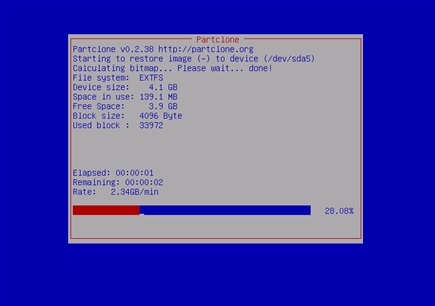 Partclone
Partclone v0.2.38 http://partclone.org
Starting to restore image (-) to device (/dev/sda5)
Calculating bitmap... Please wait... done!
File system:  EXTFS
Device size:    4.1 GB
Space in use: 139.1 MB
Free Space:     3.9 GB
Block size:   4096 Byte
Used block :  33972
Elapsed: 00:00:01
Remaining: 00:00:02
Rate:   2.34GB/min
28.08%